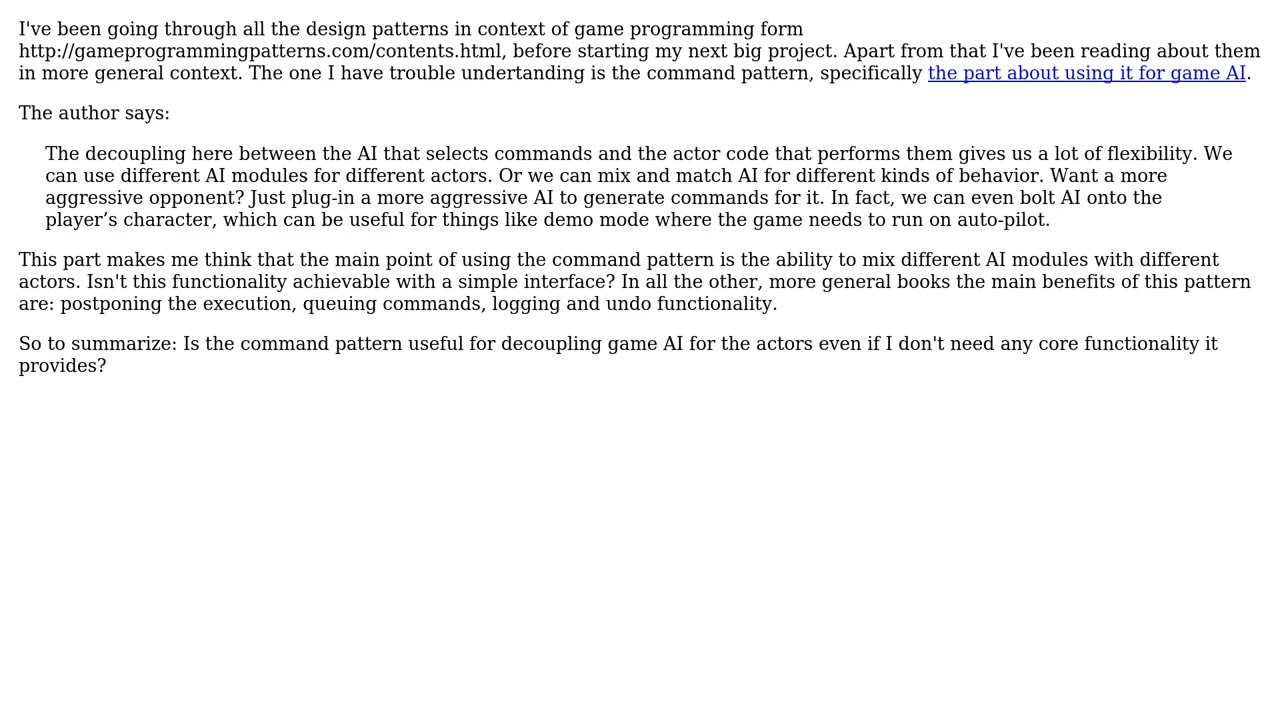 I've been going through all the design patterns in context of game programming form
http://gameprogrammingpatterns.com/contents.html, before starting my next big project. Apart from that I've been reading about them
in more general context. The one I have trouble undertanding is the command pattern, specifically the part about using it for game AI.
The author says:
The decoupling here between the AI that selects commands and the actor code that performs them gives us a lot of flexibility. We
can use different AI modules for different actors. Or we can mix and match AI for different kinds of behavior. Want a more
aggressive opponent? Just plug-in a more aggressive AI to generate commands for it. In fact, we can even bolt AI onto the
player’s character, which can be useful for things like demo mode where the game needs to run on auto-pilot.
This part makes me think that the main point of using the command pattern is the ability to mix different AI modules with different
actors. Isn't this functionality achievable with a simple interface? In all the other, more general books the main benefits of this pattern
are: postponing the execution, queuing commands, logging and undo functionality.
So to summarize: Is the command pattern useful for decoupling game AI for the actors even if I don't need any core functionality it
provides?